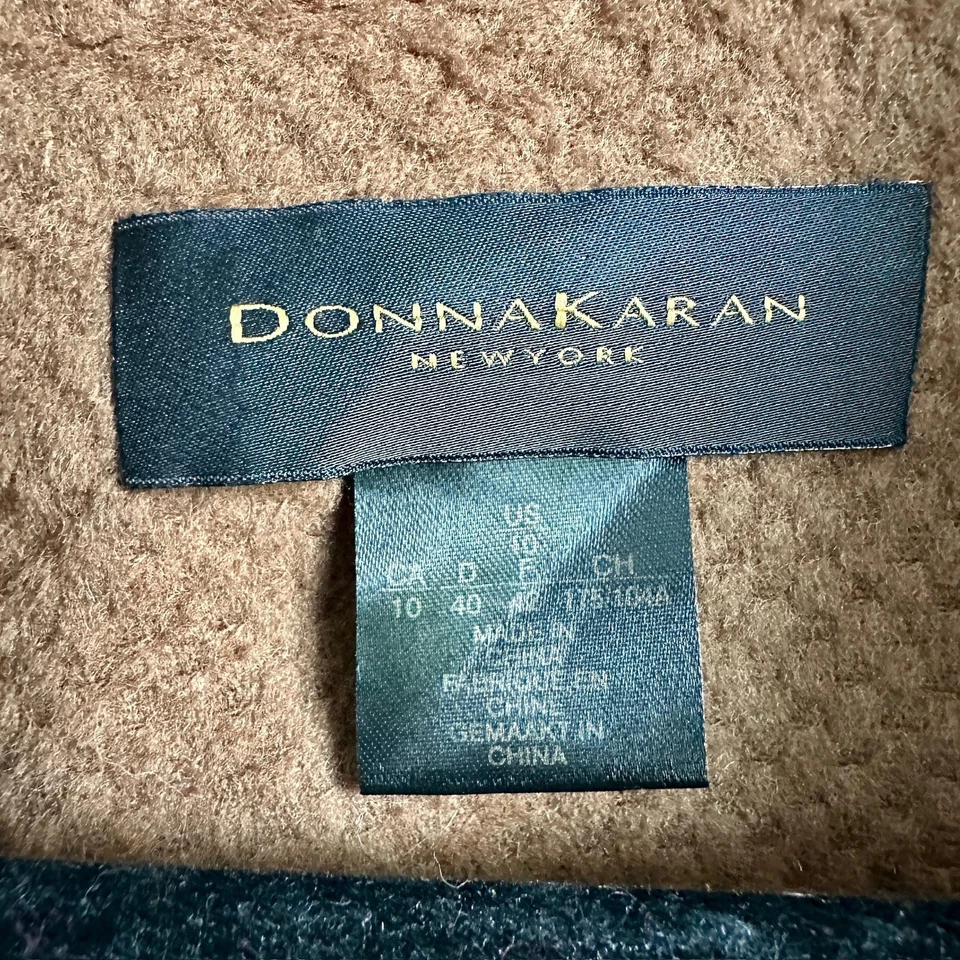 DONNAKARAN
NEWYORK
US
10
CA D E CH
10 40 42 175/104A
MADE IN
CHINA
FABRIQUE EN
CHINE
GEMAAKT IN
CHINA